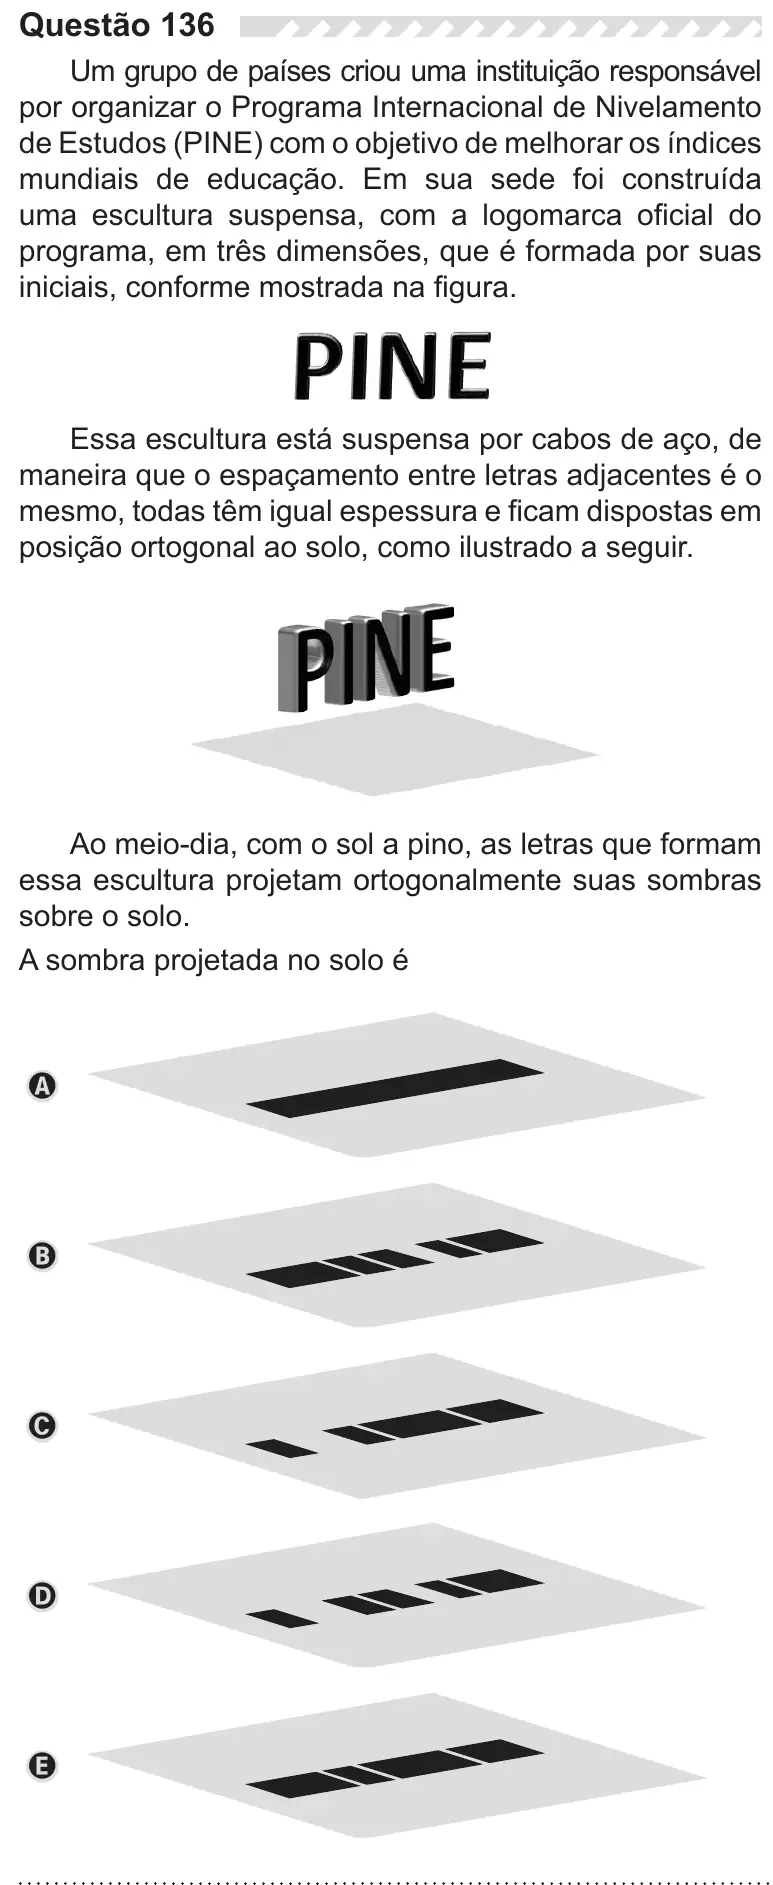 Questão 136
Um grupo de países criou uma instituição responsável
por organizar o Programa Internacional de Nivelamento
de Estudos (PINE) com o objetivo de melhorar os índices
mundiais de educação. Em sua sede foi construída
uma escultura suspensa, com a logomarca oficial do
programa, em três dimensões, que é formada por suas
iniciais, conforme mostrada na figura.
PINE
Essa escultura está suspensa por cabos de aço, de
maneira que o espaçamento entre letras adjacentes é o
mesmo, todas têm igual espessura e ficam dispostas em
posição ortogonal ao solo, como ilustrado a seguir.
PINE
Ao meio-dia, com o sol a pino, as letras que formam
essa escultura projetam ortogonalmente suas sombras
sobre o solo.
A sombra projetada no solo é
A
B
C
D
E